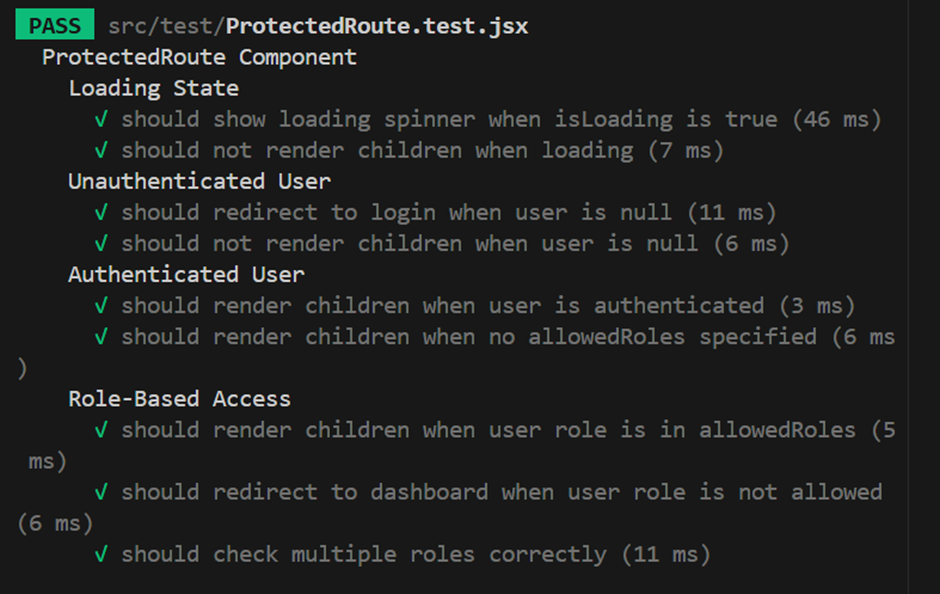 PASS src/test/ProtectedRoute.test.jsx
ProtectedRoute Component
Loading State
√ should show loading spinner when isLoading is true (46 ms)
√ should not render children when loading (7 ms)
Unauthenticated User
√ should redirect to login when user is null (11 ms)
√ should not render children when user is null (6 ms)
Authenticated User
√ should render children when user is authenticated (3 ms)
√ should render children when no allowedRoles specified (6 ms
)
Role-Based Access
√ should render children when user role is in allowedRoles (5
ms)
√ should redirect to dashboard when user role is not allowed
(6 ms)
√ should check multiple roles correctly (11 ms)